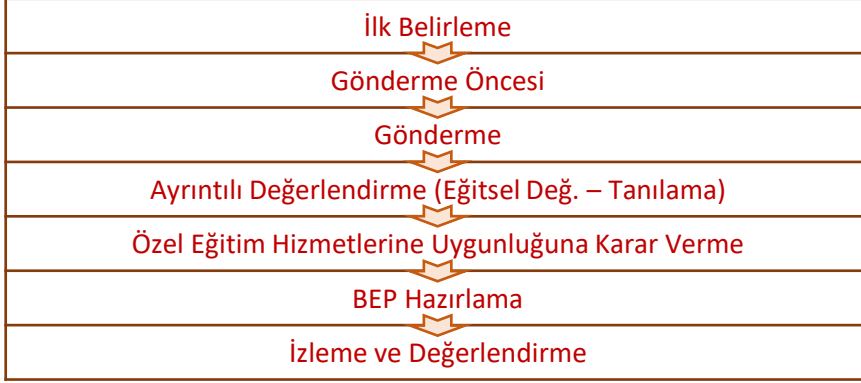 İlk Belirleme
Gönderme Öncesi
Gönderme
Ayrıntılı Değerlendirme (Eğitsel Değ. – Tanılama)
Özel Eğitim Hizmetlerine Uygunluğuna Karar Verme
BEP Hazırlama
İzleme ve Değerlendirme